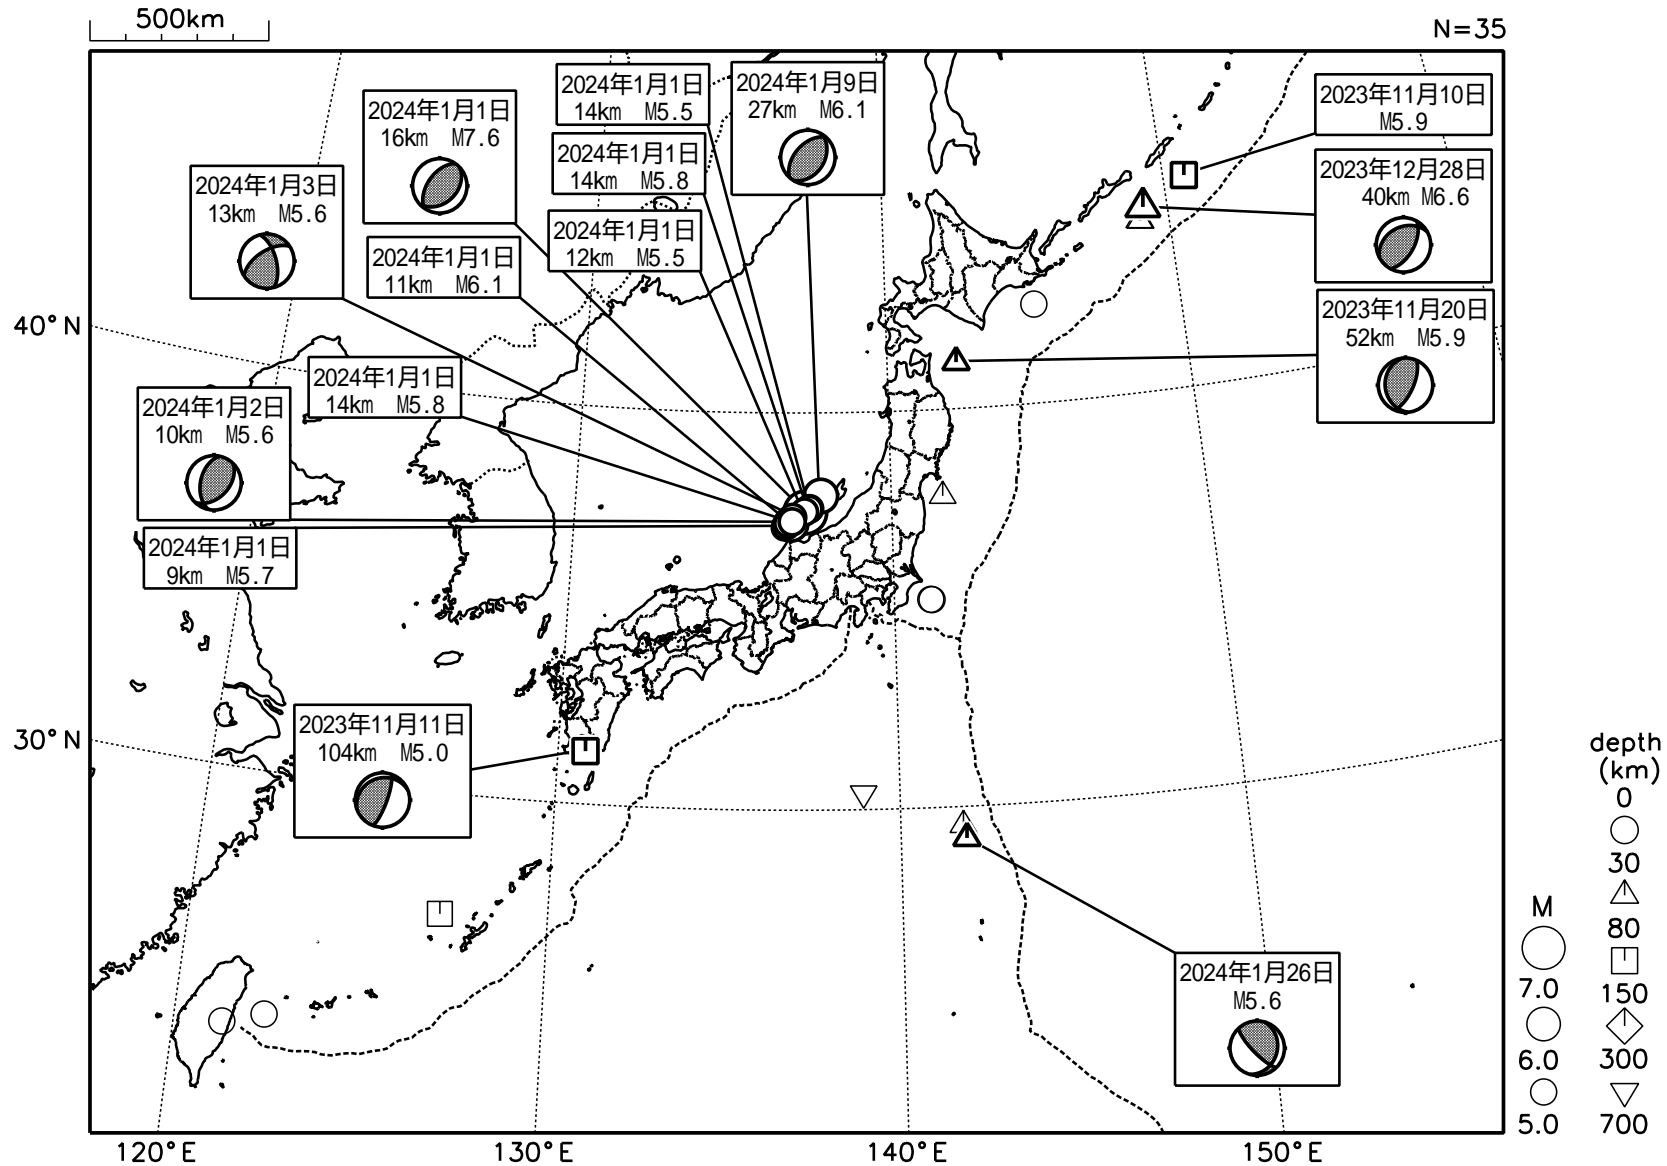 500km
N=35
2024年1月1日
14km M5.5
2024年1月9日
27km M6.1
2023年11月10日
M5.9
2024年1月1日
16km M7.6
2024年1月1日
14km M5.8
2023年12月28日
40km M6.6
2024年1月3日
13km M5.6
2024年1月1日
12km M5.5
2024年1月1日
11km M6.1
2023年11月20日
52km M5.9
40°N
2024年1月1日
14km M5.8
2024年1月2日
10km M5.6
2024年1月1日
9km M5.7
2023年11月11日
104km M5.0
30°N
2024年1月26日
M5.6
depth
(km)
0
30
80
150
300
700
M
7.0
6.0
5.0
120°E
130°E
140°E
150°E